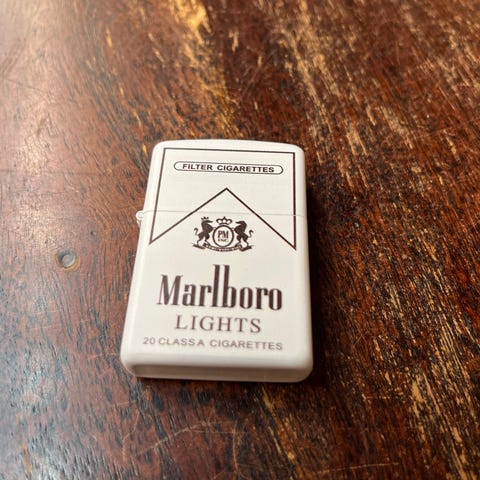 FILTER CIGARETTES
PM
Marlboro
LIGHTS
20 CLASS A CIGARETTES